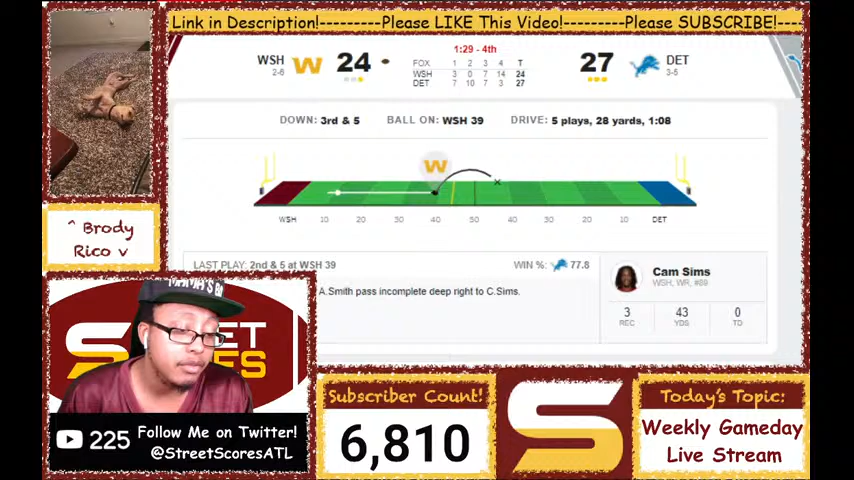 Link in Description!---------Please LIKE This Video!---------Please SUBSCRIBE!----
1:29 - 4th
WSH W 24
2-6
FOX 1 2 3 4 T
WSH 3 0 7 14 24
DET 7 10 7 3 27
27 DET
3-5
DOWN: 3rd & 5 BALL ON: WSH 39 DRIVE: 5 plays, 28 yards, 1:08
W
WSH 10 20 30 40 50 40 30 20 10 DET
LAST PLAY: 2nd & 5 at WSH 39 WIN %: 77.8
A.Smith pass incomplete deep right to C.Sims.
Cam Sims
WSH, WR, #89
3 43 0
REC YDS TD
^ Brody
Rico v
225 Follow Me on Twitter!
@StreetScoresATL
Subscriber Count!
6,810
Today's Topic:
Weekly Gameday
Live Stream